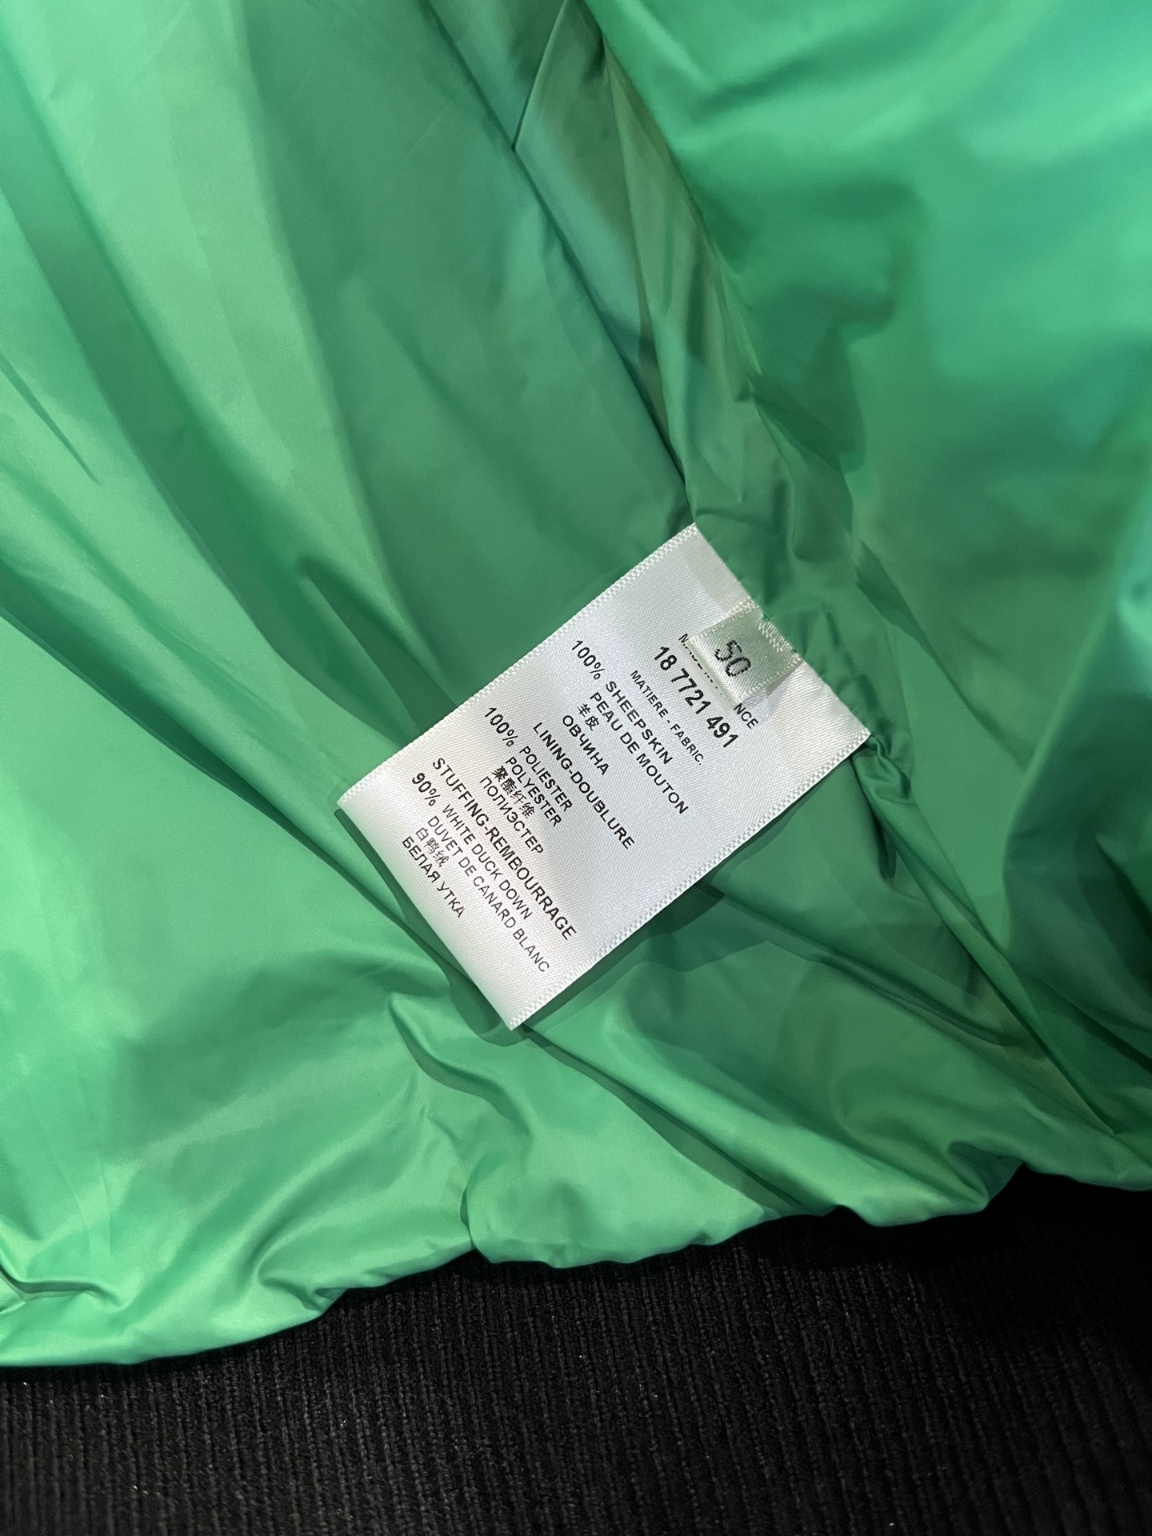 50
18 7721 491
MATIERE - FABRIC.
100% SHEEPSKIN
PEAU DE MOUTON
羊皮
ОВЧИНА
LINING-DOUBLURE
100% POLIESTER
POLYESTER
聚酯纤维
ПОЛИЭСТЕР
STUFFING-REMBOURRAGE
90% WHITE DUCK DOWN
DUVET DE CANARD BLANC
白鸭绒
БЕЛАЯ УТКА